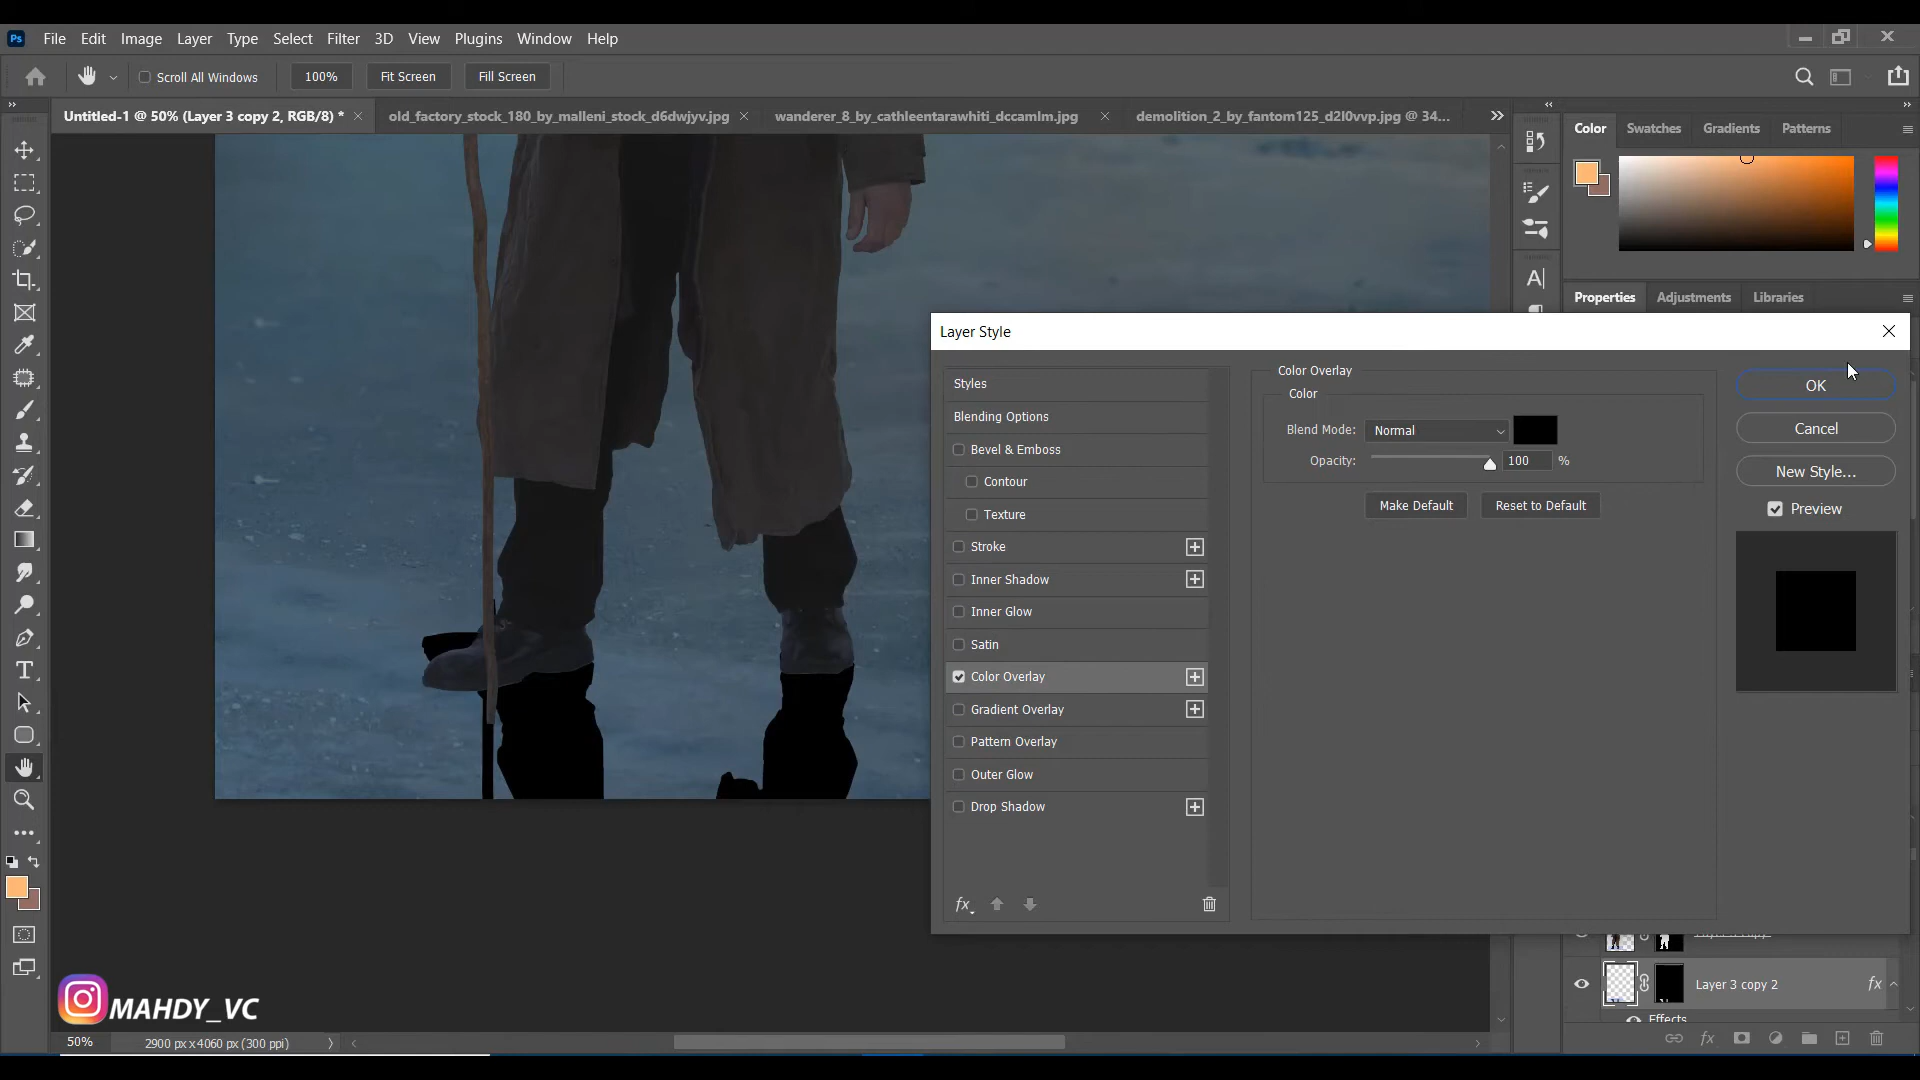 Ps File Edit Image Layer Type Select Filter 3D View Plugins Window Help
Scroll All Windows 100% Fit Screen Fill Screen
Untitled-1 @ 50% (Layer 3 copy 2, RGB/8) * × old_factory_stock_180_by_malleni_stock_d6dwjyv.jpg × wanderer_8_by_cathleentarawhiti_dccamlm.jpg × demolition_2_by_fantom125_d2l0vvp.jpg @ 34...
Color Swatches Gradients Patterns
Properties Adjustments Libraries
Layer Style
Styles
Blending Options
Bevel & Emboss
Contour
Texture
Stroke
Inner Shadow
Inner Glow
Satin
Color Overlay
Gradient Overlay
Pattern Overlay
Outer Glow
Drop Shadow
fx
Color Overlay
Color
Blend Mode: Normal
Opacity: 100 %
Make Default Reset to Default
OK
Cancel
New Style...
Preview
Layer 3 copy 2 fx
Effects
fx
MAHDY_VC
50% 2900 px x 4060 px (300 ppi)